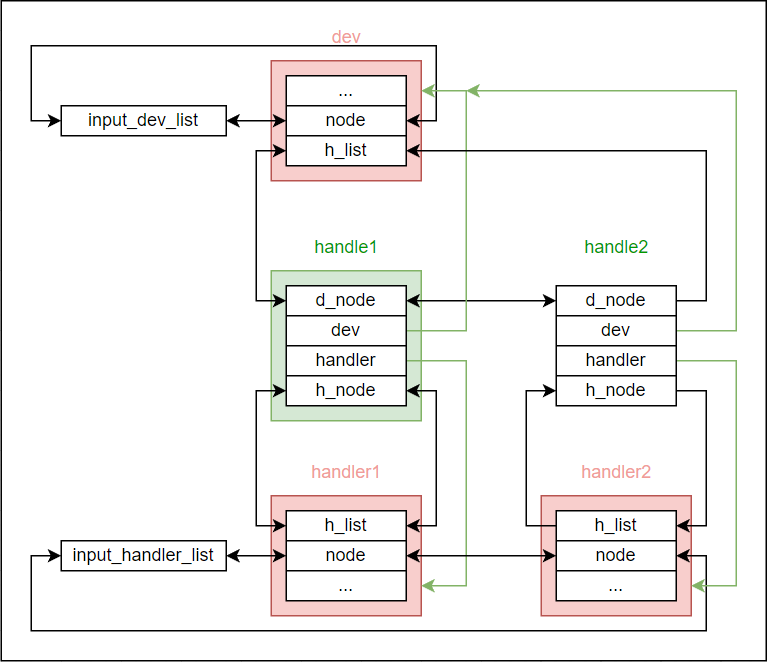 dev
...
input_dev_list
node
h_list
handle1
handle2
d_node
d_node
dev
dev
handler
handler
h_node
h_node
handler1
handler2
h_list
h_list
input_handler_list
node
node
...
...